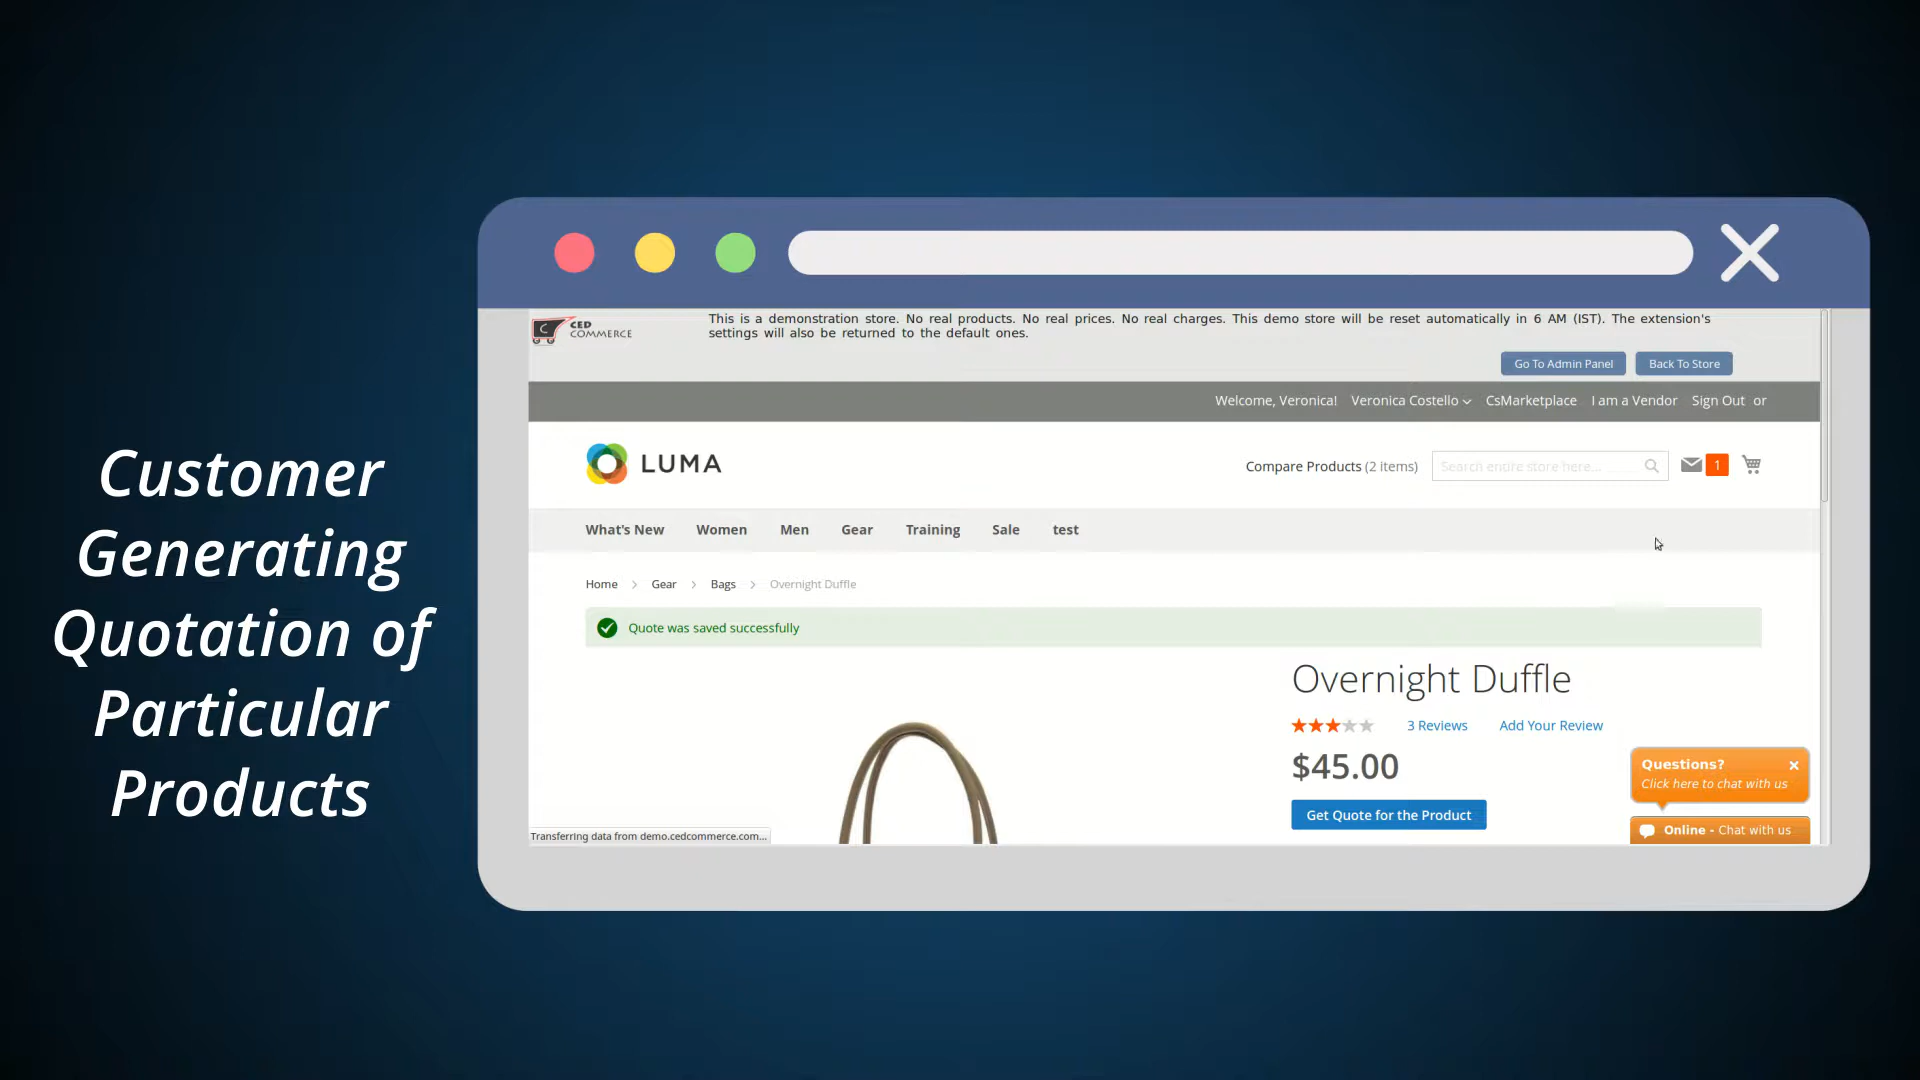 Customer
Generating
Quotation of
Particular
Products
CED
COMMERCE
This is a demonstration store. No real products. No real prices. No real charges. This demo store will be reset automatically in 6 AM (IST). The extension's
settings will also be returned to the default ones.
Go To Admin Panel Back To Store
Welcome, Veronica! Veronica Costello CsMarketplace I am a Vendor Sign Out or
LUMA
Compare Products (2 items) Search entire store here... 1
What's New Women Men Gear Training Sale test
Home Gear Bags Overnight Duffle
Quote was saved successfully
Overnight Duffle
3 Reviews Add Your Review
$45.00
Get Quote for the Product
Questions?
Click here to chat with us
Online - Chat with us
Transferring data from demo.cedcommerce.com...